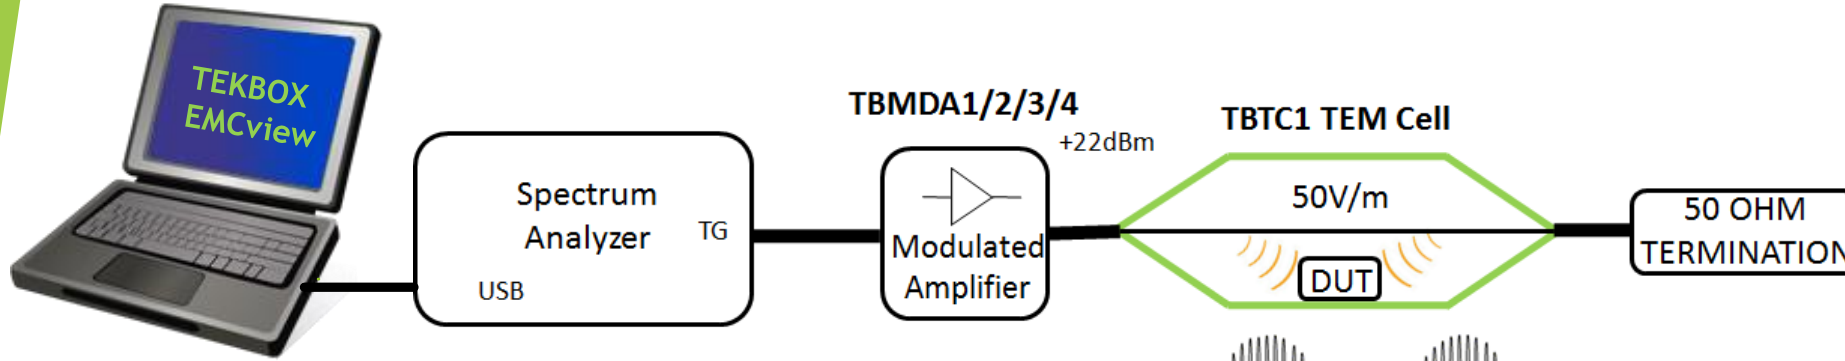 TEKBOX
EMCview
Spectrum
Analyzer
TG
USB
TBMDA1/2/3/4
+22dBm
Modulated
Amplifier
TBTC1 TEM Cell
50V/m
DUT
50 OHM
TERMINATION